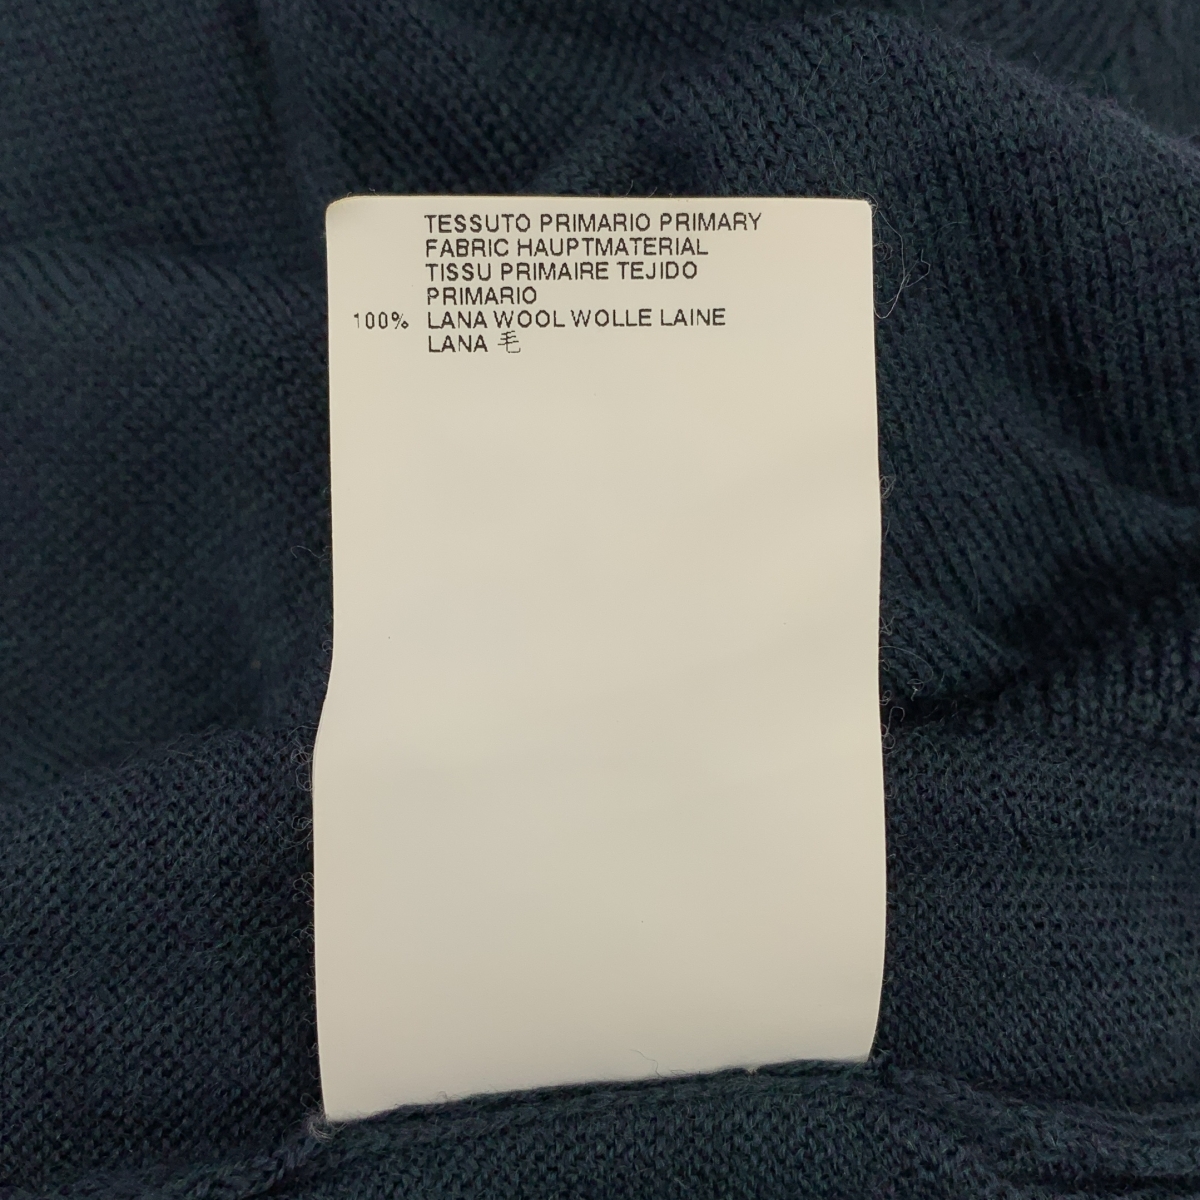 TESSUTO PRIMARIO PRIMARY
FABRIC HAUPTMATERIAL
TISSU PRIMAIRE TEJIDO
PRIMARIO
100% LANA WOOL WOLLE LAINE
LANA 毛